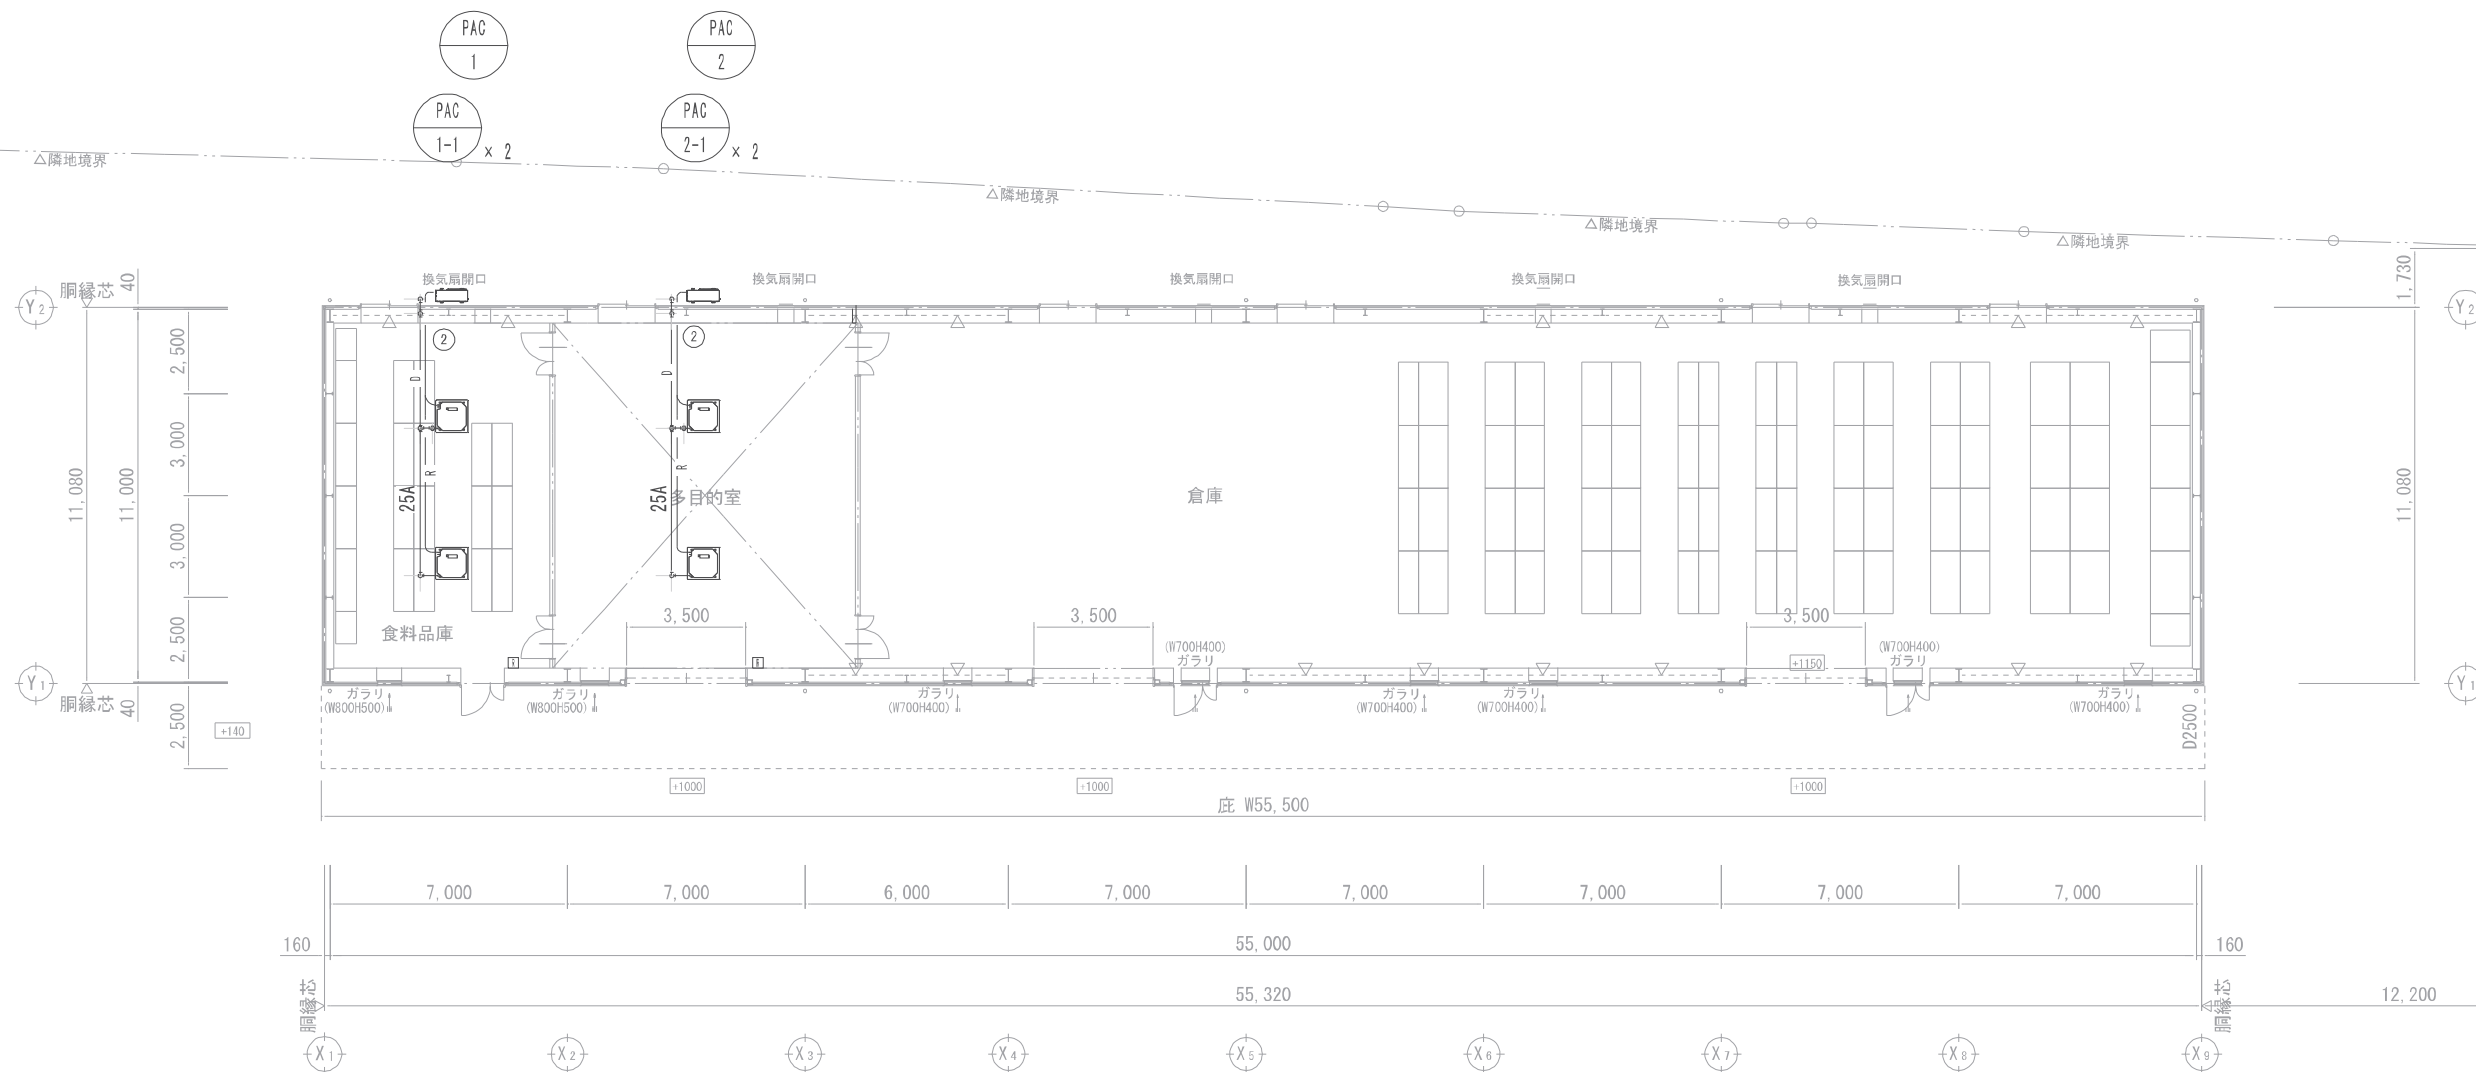 PAC
1
PAC
2
PAC
1-1
× 2
PAC
2-1
× 2
△隣地境界
△隣地境界
△隣地境界
△隣地境界
換気扇開口
換気扇開口
換気扇開口
換気扇開口
換気扇開口
Y2
胴縁芯
40
1,730
Y2
2,500
3,000
3,000
2,500
2,500
11,080
11,000
11,080
2
2
D
D
R
R
25A
25A
多目的室
倉庫
食料品庫
3,500
3,500
3,500
(W700H400)
ガラリ
+1150
(W700H400)
ガラリ
R
R
Y1
胴縁芯
40
Y1
ガラリ
(W800H500)
ガラリ
(W800H500)
ガラリ
(W700H400)
ガラリ
(W700H400)
ガラリ
(W700H400)
ガラリ
(W700H400)
D2500
+140
+1000
+1000
+1000
庇 W55,500
7,000
7,000
6,000
7,000
7,000
7,000
7,000
7,000
160
55,000
160
胴縁芯
55,320
胴縁芯
12,200
X1
X2
X3
X4
X5
X6
X7
X8
X9